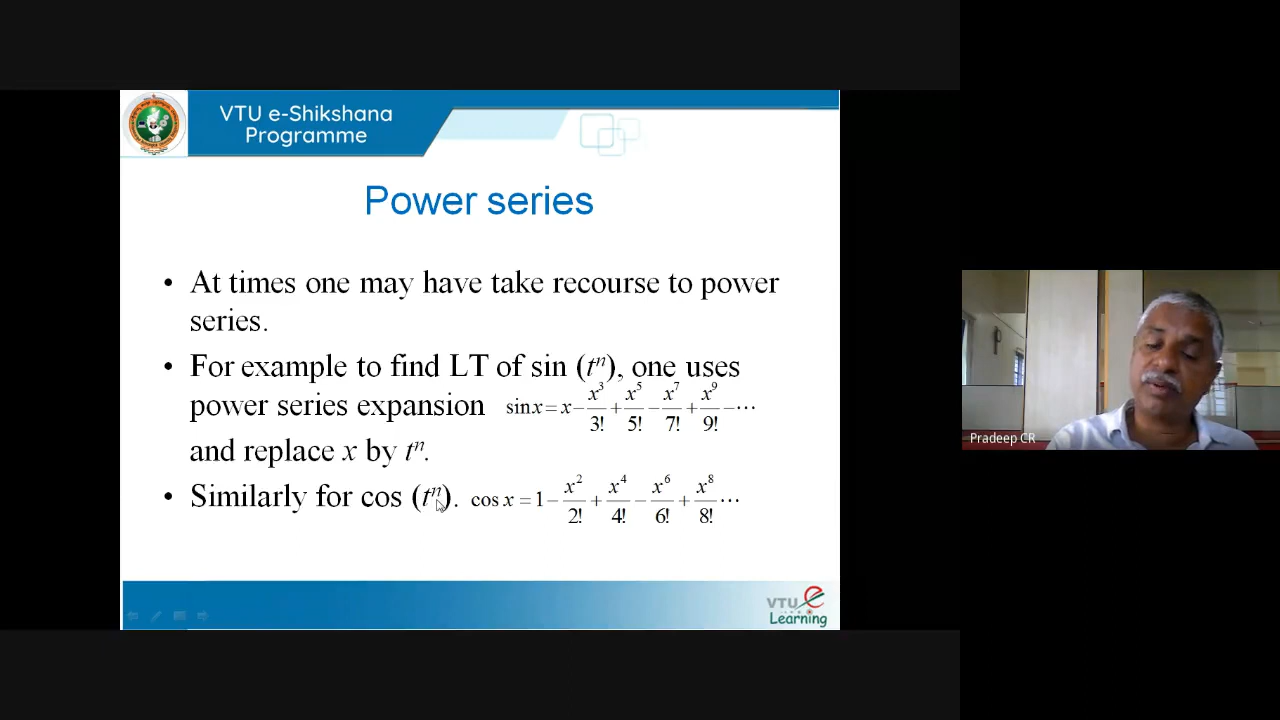 VTU e-Shikshana
Programme
Power series
• At times one may have take recourse to power
series.
• For example to find LT of sin (tⁿ), one uses
power series expansion sin x = x − x³/3! + x⁵/5! − x⁷/7! + x⁹/9! − ⋯
and replace x by tⁿ.
• Similarly for cos (tⁿ). cos x = 1 − x²/2! + x⁴/4! − x⁶/6! + x⁸/8! ⋯
Pradeep CR
VTU e
Learning